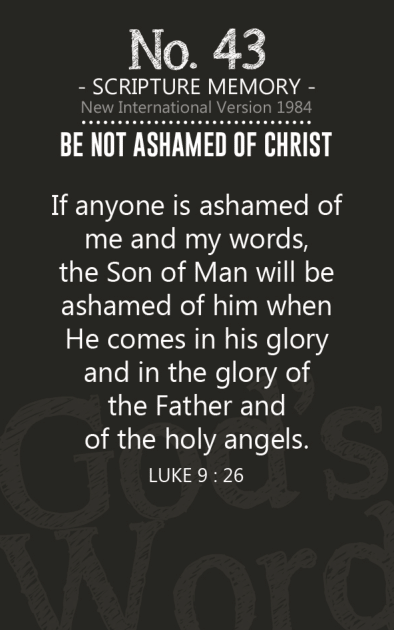 No. 43
- SCRIPTURE MEMORY -
New International Version 1984
BE NOT ASHAMED OF CHRIST
If anyone is ashamed of
me and my words,
the Son of Man will be
ashamed of him when
He comes in his glory
and in the glory of
the Father and
of the holy angels.
LUKE 9 : 26
God's
Word